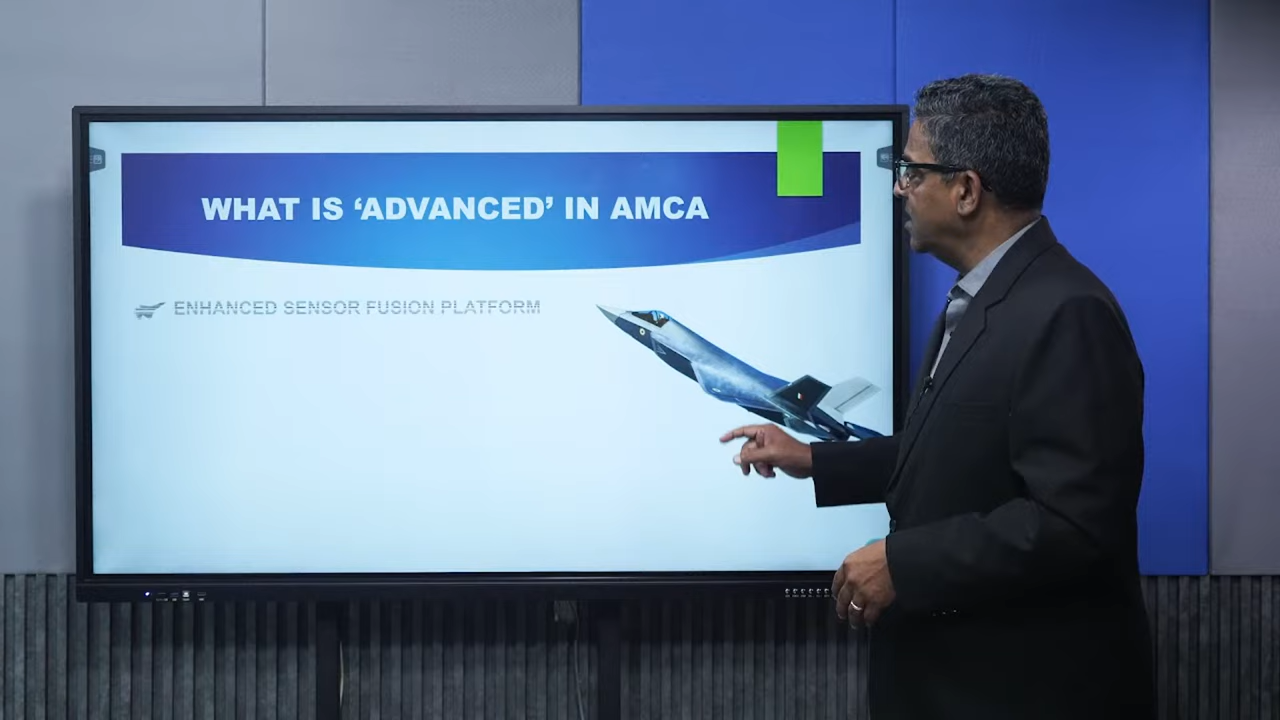 WHAT IS ‘ADVANCED’ IN AMCA
ENHANCED SENSOR FUSION PLATFORM